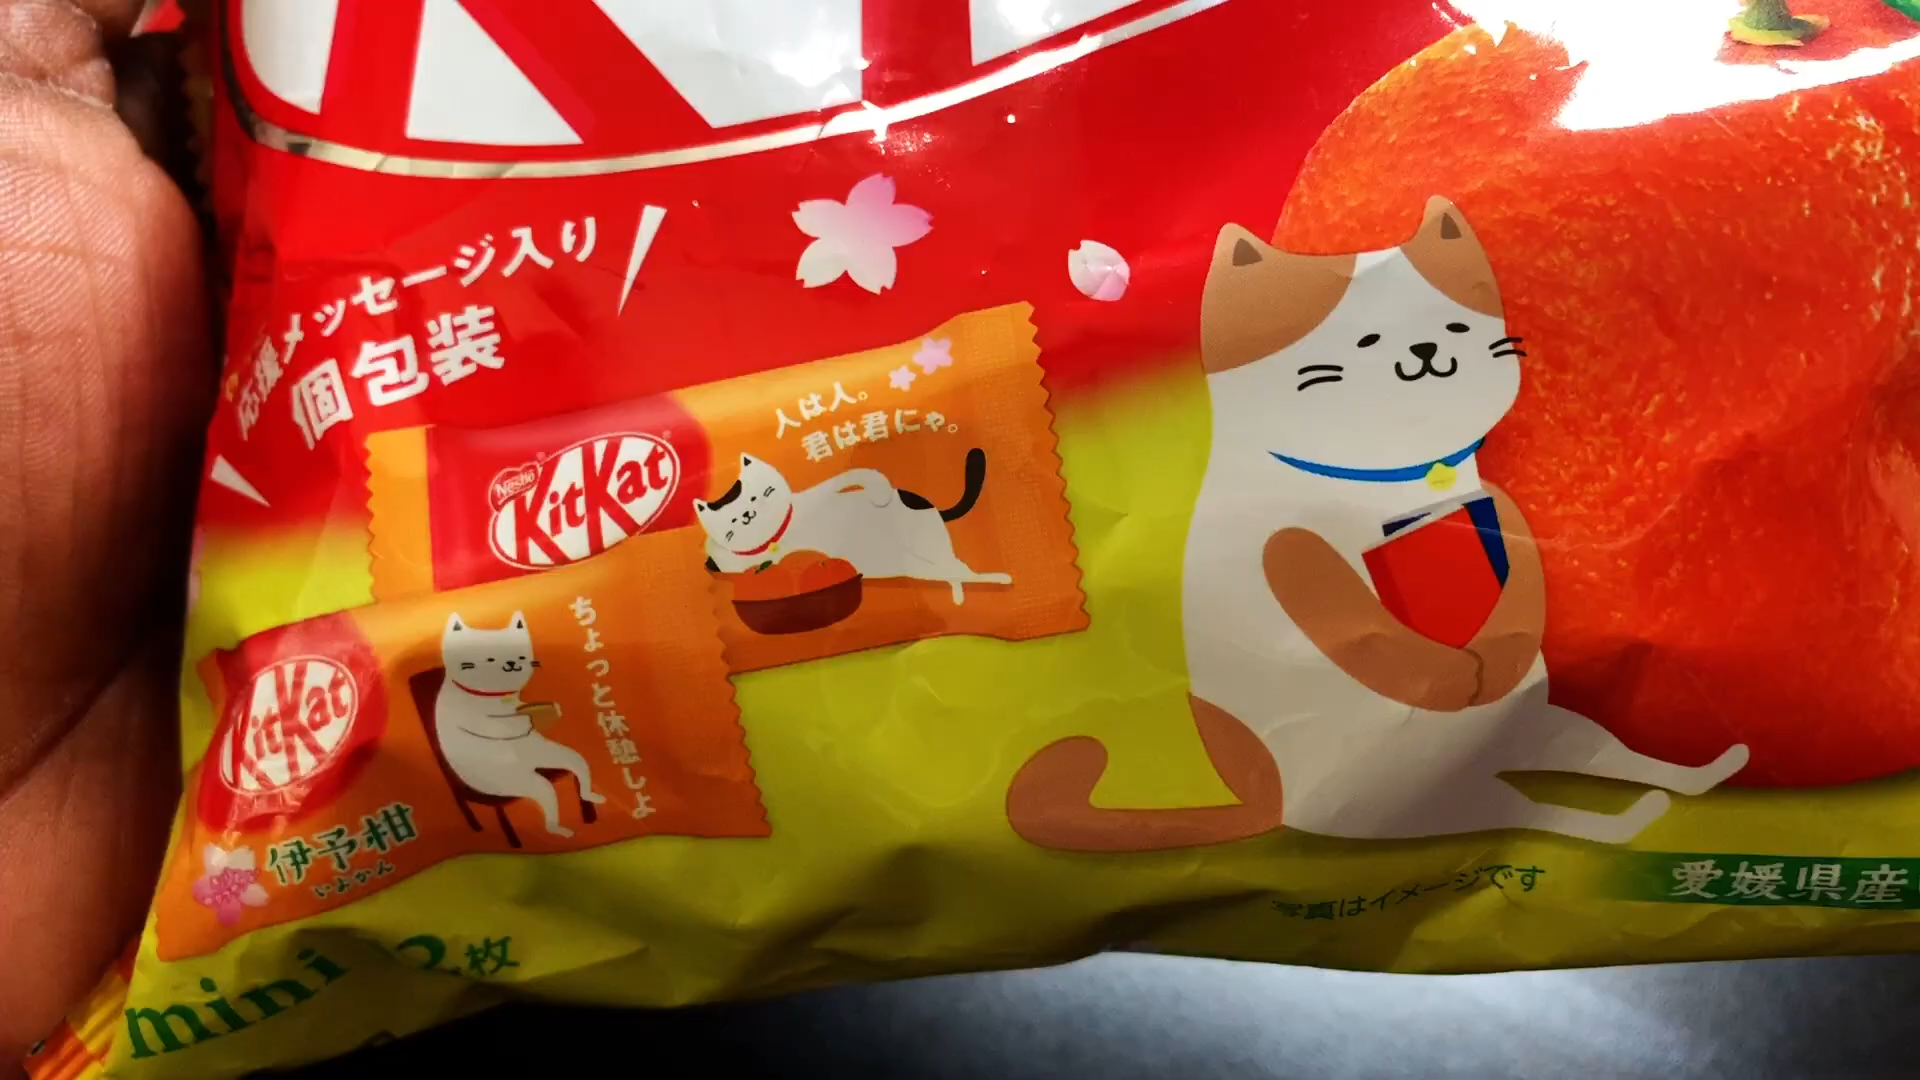 応援メッセージ入り
個包装
Nestlé
KitKat
人は人。
君は君にゃ。
KitKat
ちょっと休憩しよ
伊予柑
いよかん
mini
枚
写真はイメージです
愛媛県産